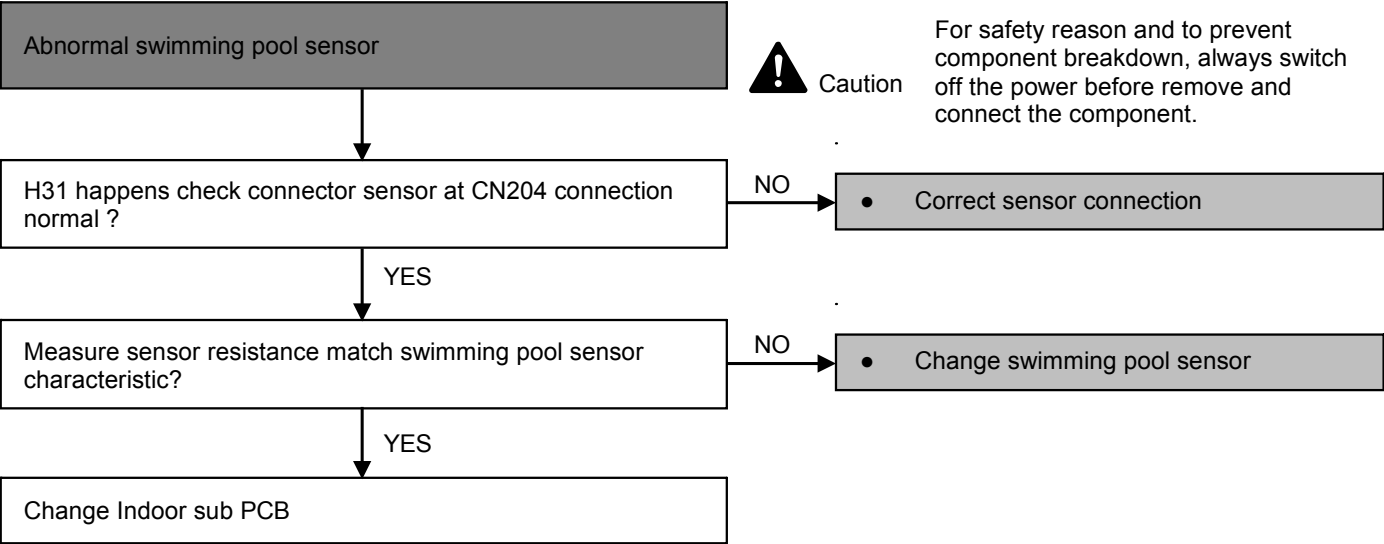 Abnormal swimming pool sensor
Caution
For safety reason and to prevent
component breakdown, always switch
off the power before remove and
connect the component.
H31 happens check connector sensor at CN204 connection
normal ?
NO
● Correct sensor connection
YES
Measure sensor resistance match swimming pool sensor
characteristic?
NO
● Change swimming pool sensor
YES
Change Indoor sub PCB